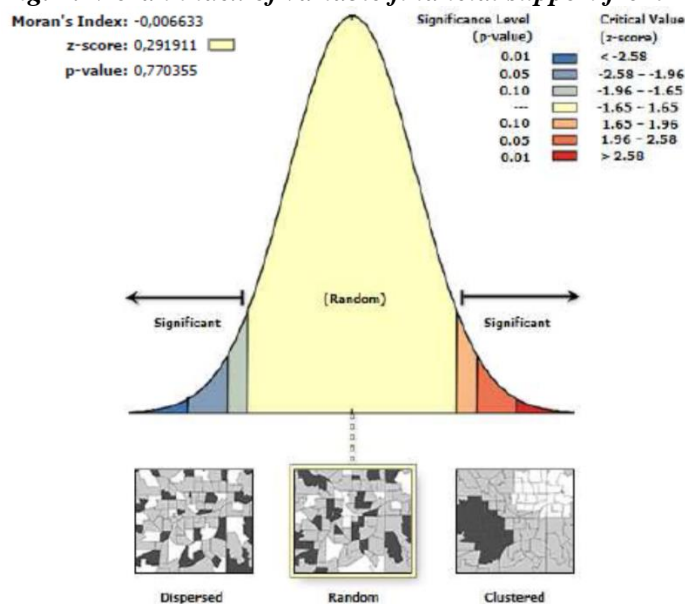 Moran's Index: -0,006633
z-score: 0,291911
p-value: 0,770355
Significance Level
(p-value)
Critical Value
(z-score)
0.01 < -2.58
0.05 -2.58 – -1.96
0.10 -1.96 – -1.65
--- -1.65 – 1.65
0.10 1.65 – 1.96
0.05 1.96 – 2.58
0.01 > 2.58
Significant
(Random)
Significant
Dispersed
Random
Clustered